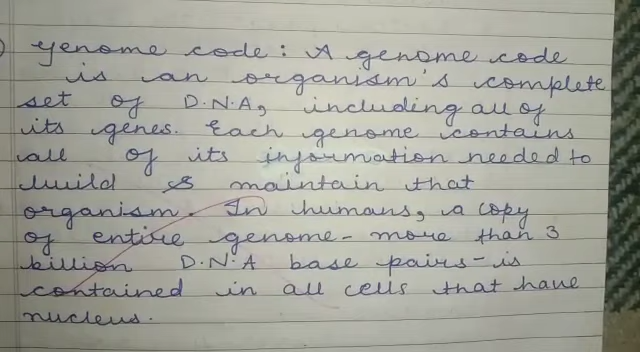 Genome code: A genome code
is an organism's complete
set of D.N.A, including all of
its genes. Each genome contains
all of its information needed to
build & maintain that
organism. In humans, a copy
of entire genome - more than 3
billion D.N.A base pairs - is
contained in all cells that have
nucleus.